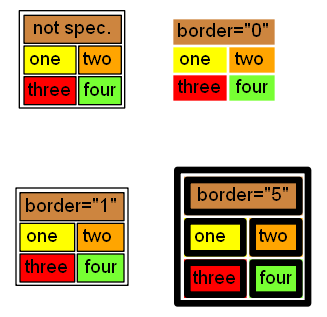 not spec.
one two
three four
border="0"
one two
three four
border="1"
one two
three four
border="5"
one two
three four